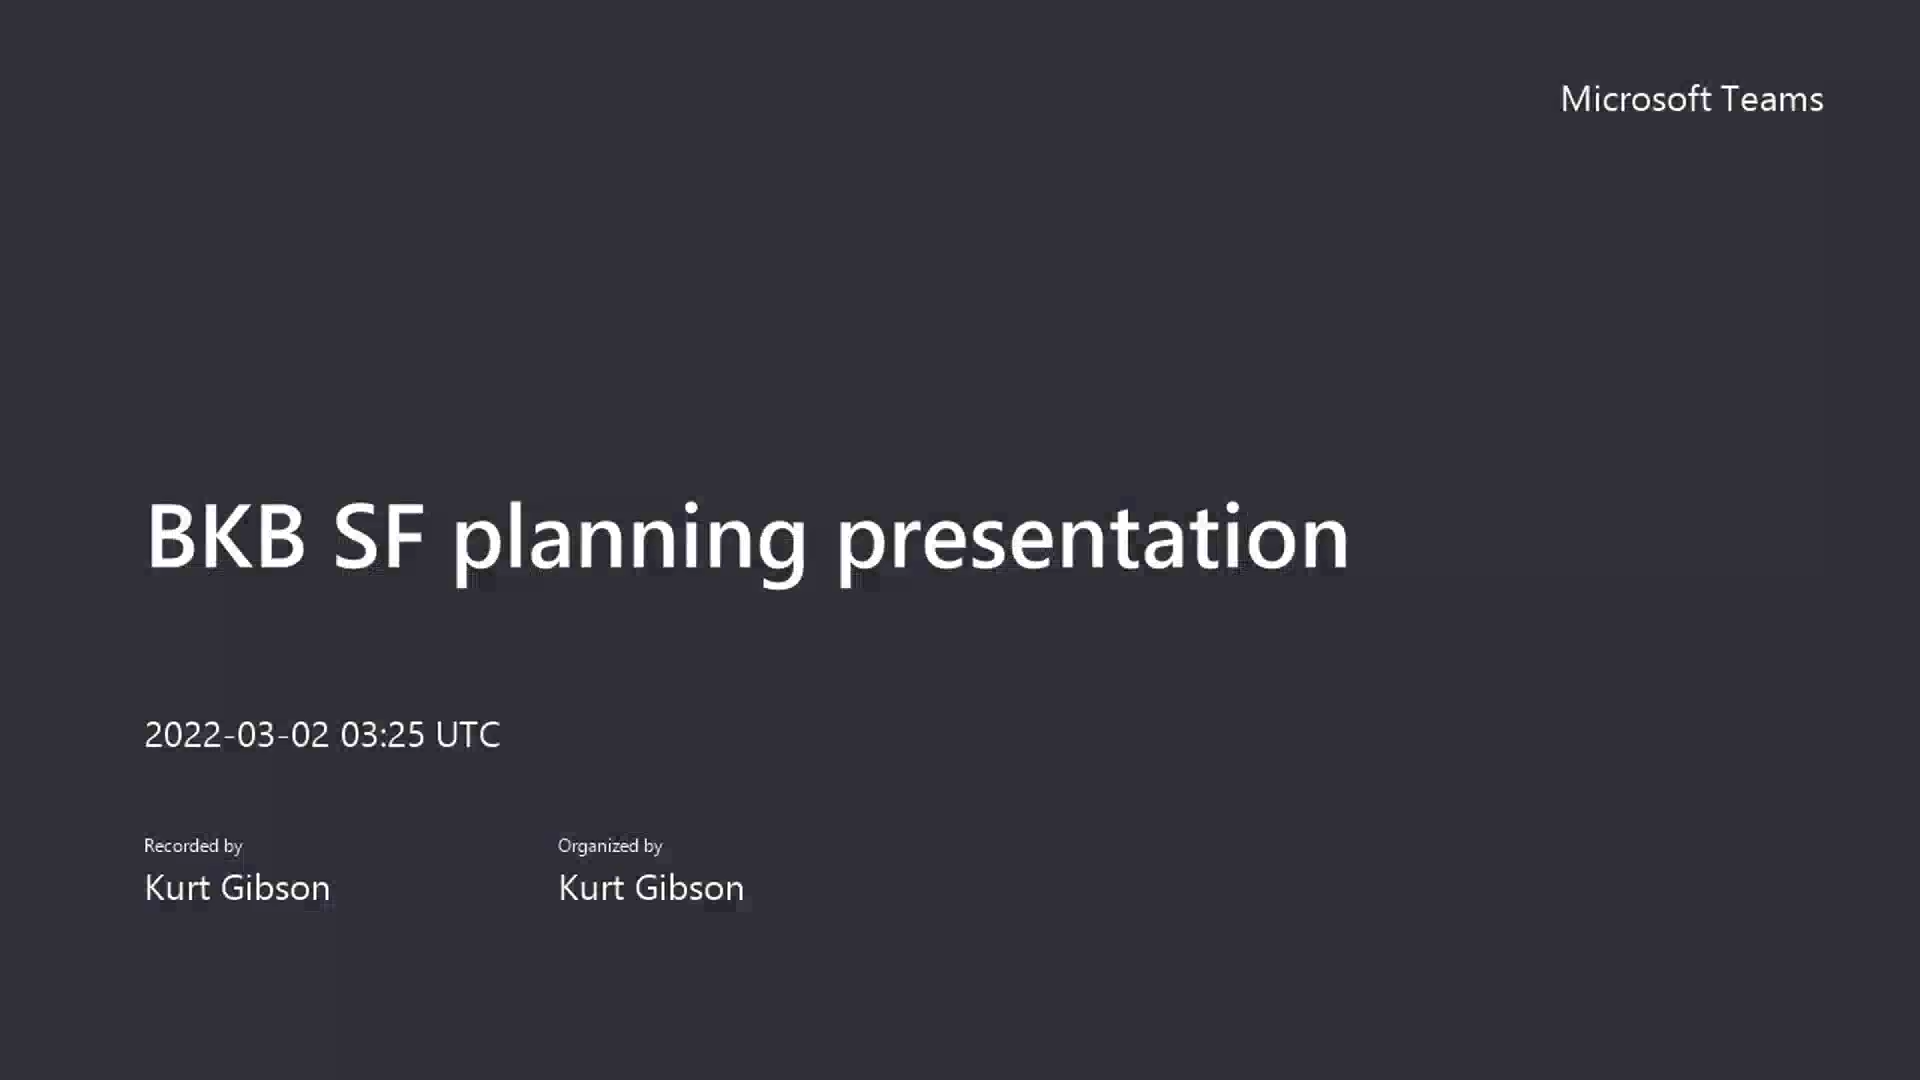 Microsoft Teams
BKB SF planning presentation
2022-03-02 03:25 UTC
Recorded by
Kurt Gibson
Organized by
Kurt Gibson